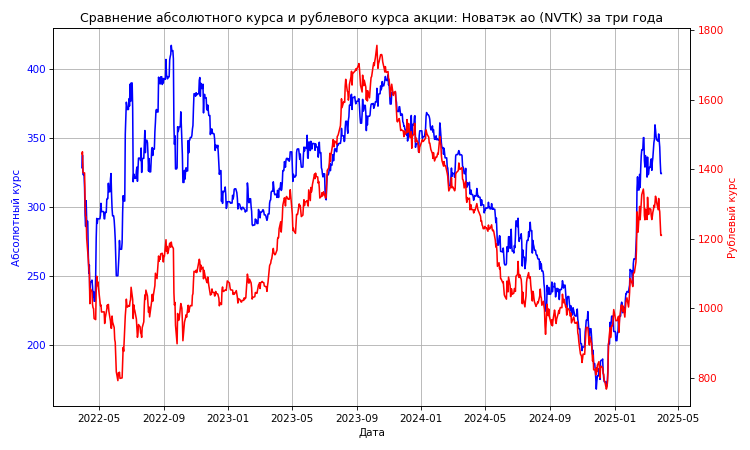 Сравнение абсолютного курса и рублевого курса акции: Новатэк ао (NVTK) за три года
Абсолютный курс
400
350
300
250
200
1800
1600
1400
1200
1000
800
Рублевый курс
2022-05 2022-09 2023-01 2023-05 2023-09 2024-01 2024-05 2024-09 2025-01 2025-05
Дата